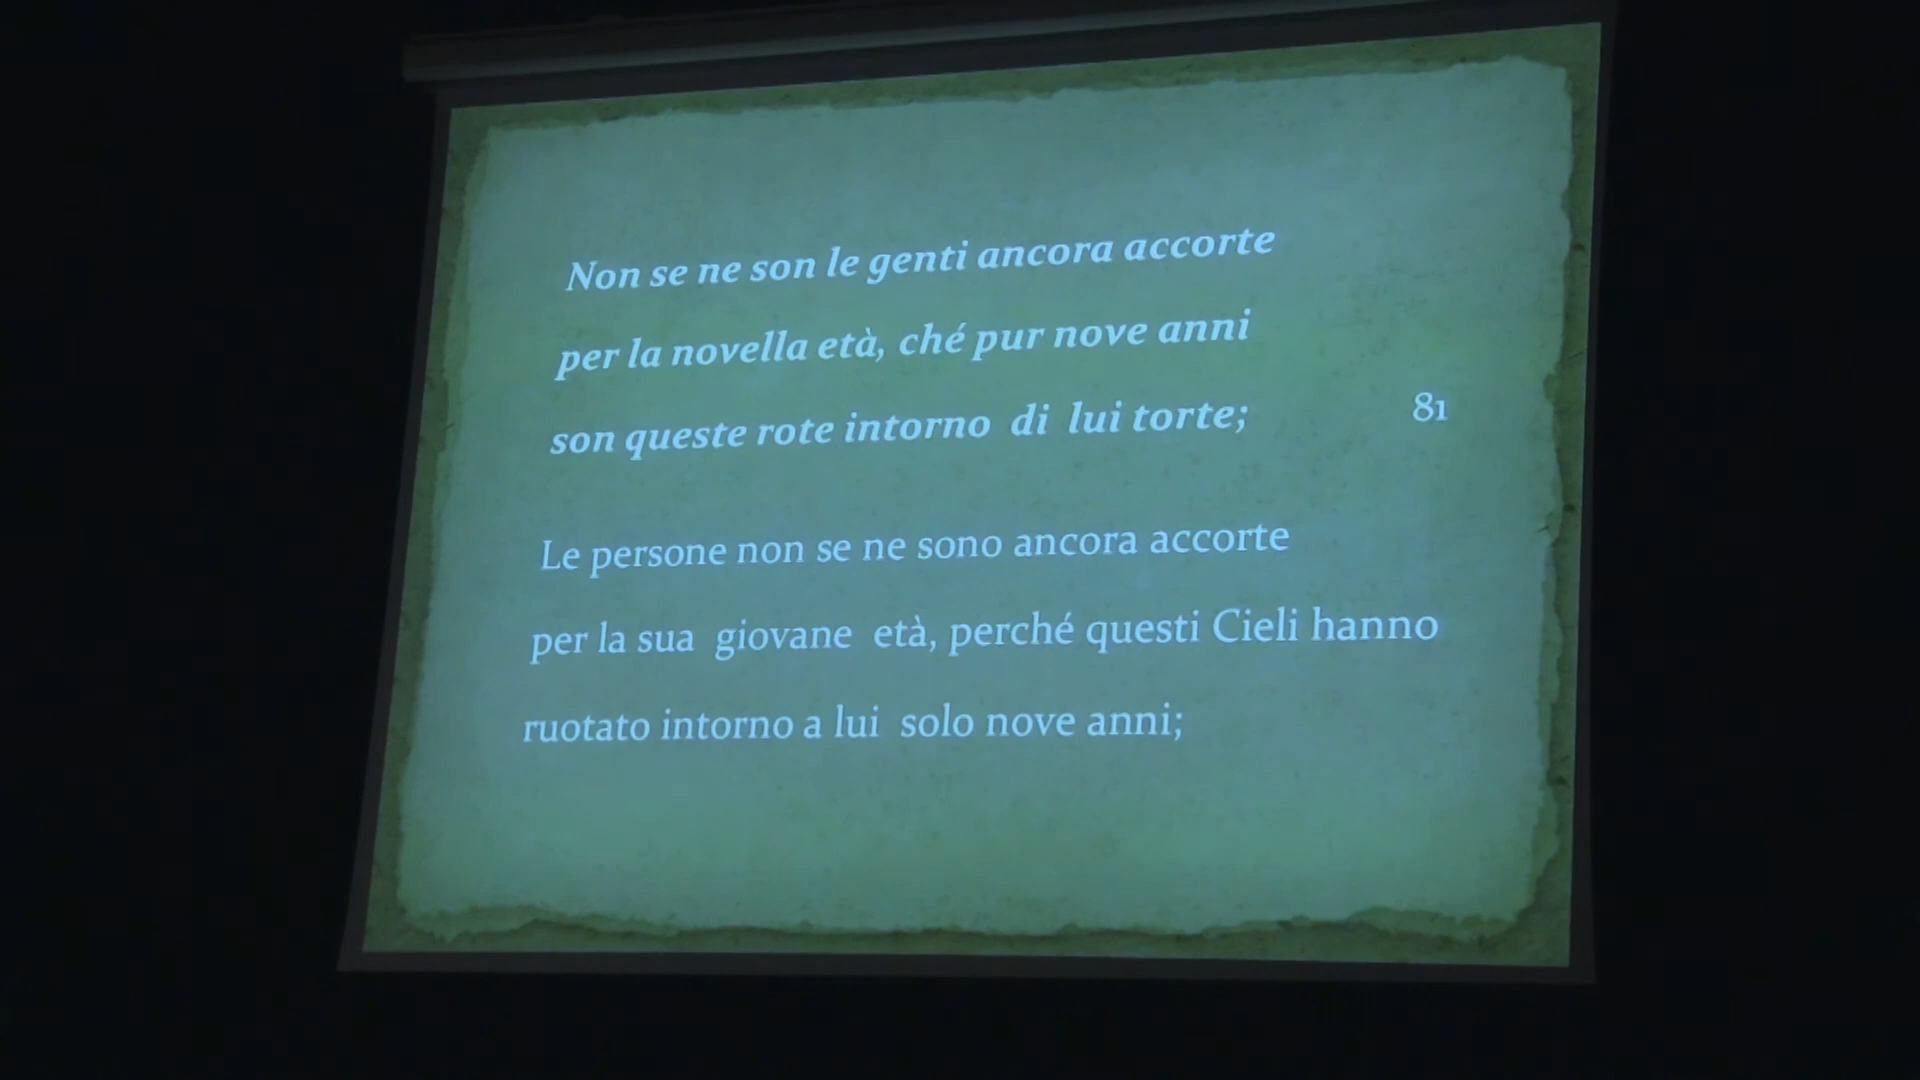 Non se ne son le genti ancora accorte
per la novella età, ché pur nove anni
son queste rote intorno di lui torte; 81
Le persone non se ne sono ancora accorte
per la sua giovane età, perché questi Cieli hanno
ruotato intorno a lui solo nove anni;